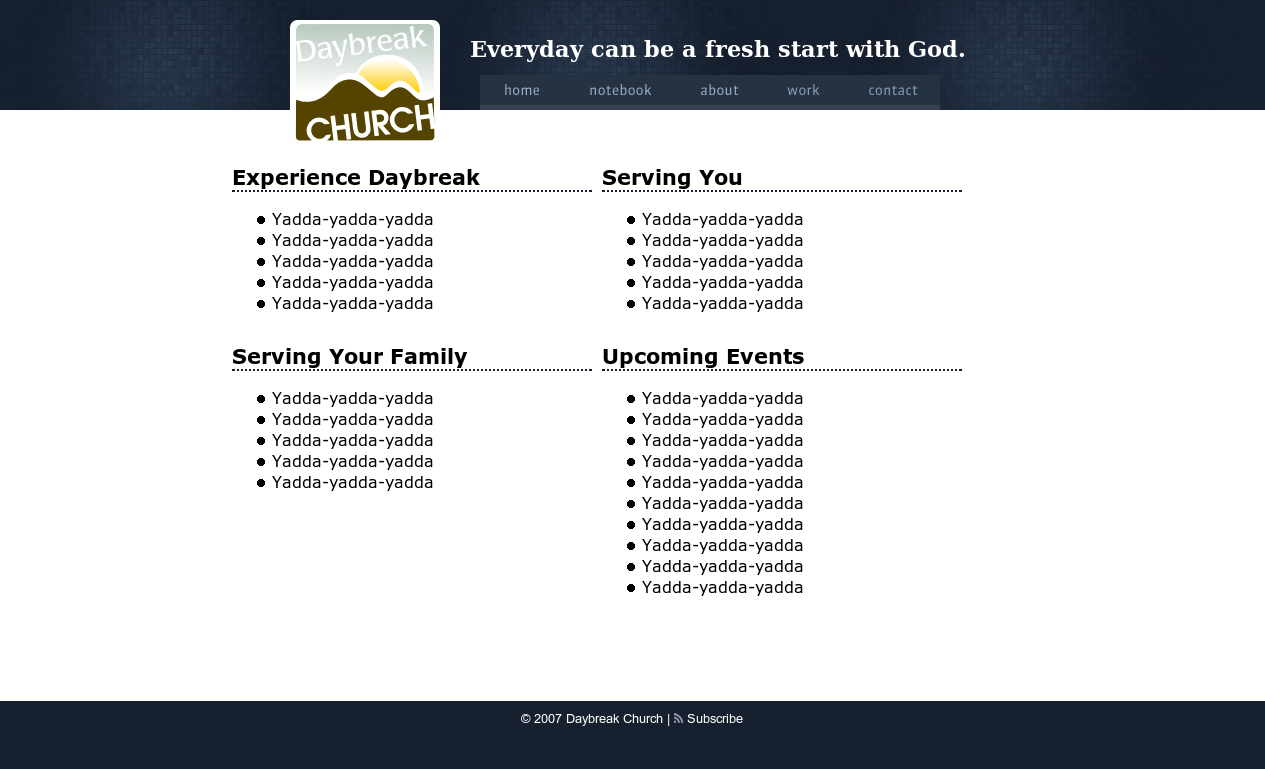 Daybreak
CHURCH
Everyday can be a fresh start with God.
home notebook about work contact
Experience Daybreak
Yadda-yadda-yadda
Yadda-yadda-yadda
Yadda-yadda-yadda
Yadda-yadda-yadda
Yadda-yadda-yadda
Serving You
Yadda-yadda-yadda
Yadda-yadda-yadda
Yadda-yadda-yadda
Yadda-yadda-yadda
Yadda-yadda-yadda
Serving Your Family
Yadda-yadda-yadda
Yadda-yadda-yadda
Yadda-yadda-yadda
Yadda-yadda-yadda
Yadda-yadda-yadda
Upcoming Events
Yadda-yadda-yadda
Yadda-yadda-yadda
Yadda-yadda-yadda
Yadda-yadda-yadda
Yadda-yadda-yadda
Yadda-yadda-yadda
Yadda-yadda-yadda
Yadda-yadda-yadda
Yadda-yadda-yadda
Yadda-yadda-yadda
© 2007 Daybreak Church | Subscribe